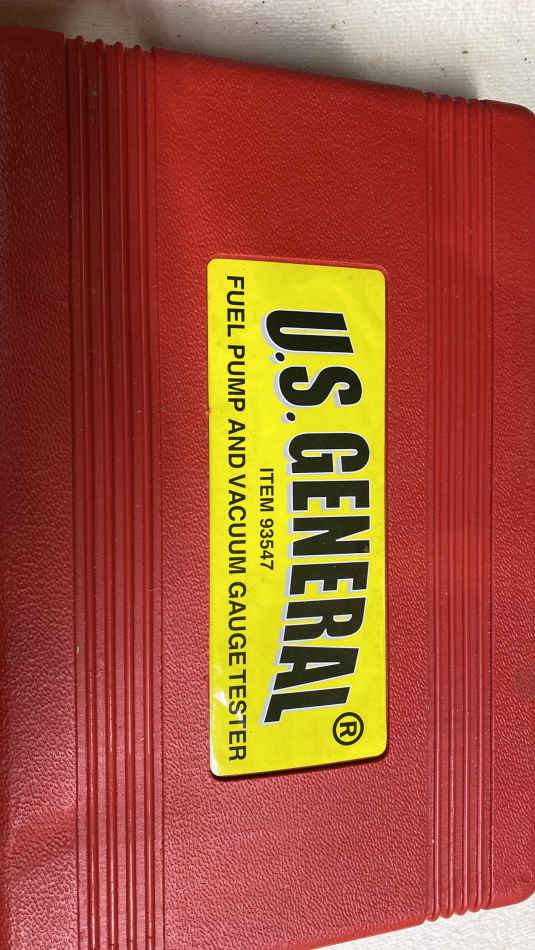 U.S. GENERAL®
ITEM 93547
FUEL PUMP AND VACUUM GAUGE TESTER